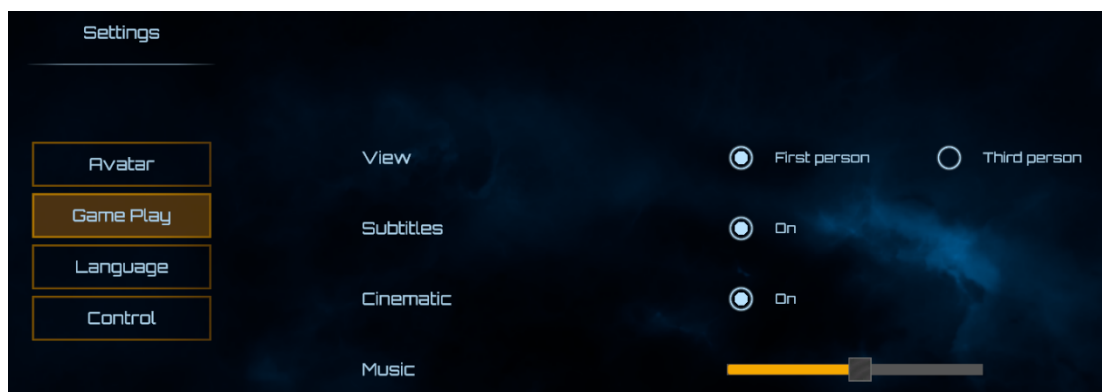 Settings
Avatar
Game Play
Language
Control
View
First person
Third person
Subtitles
On
Cinematic
On
Music